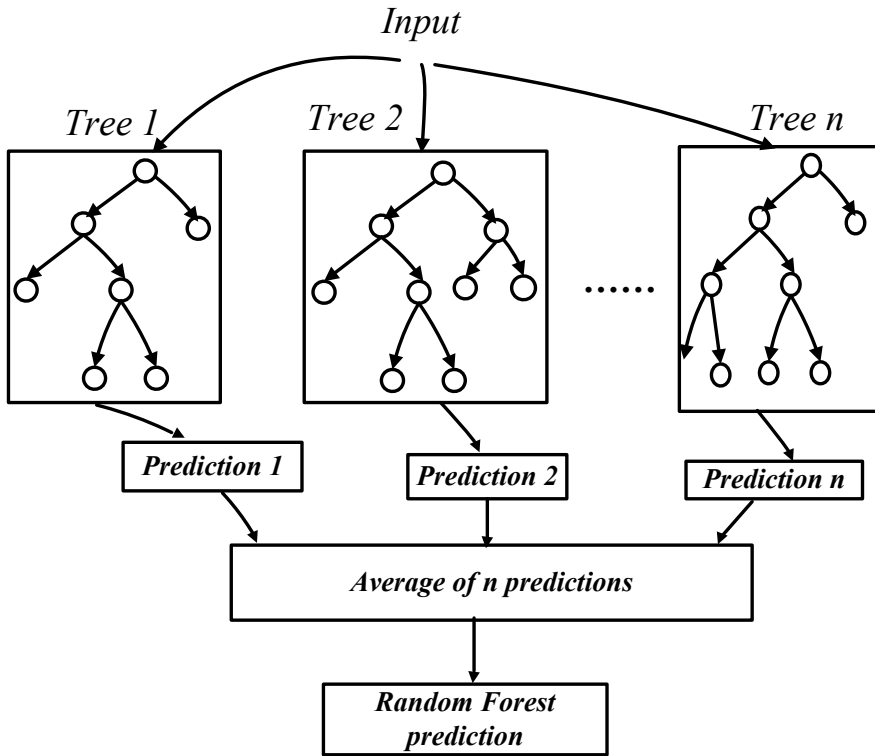 Input
Tree 1
Tree 2
Tree n
......
Prediction 1
Prediction 2
Prediction n
Average of n predictions
Random Forest
prediction